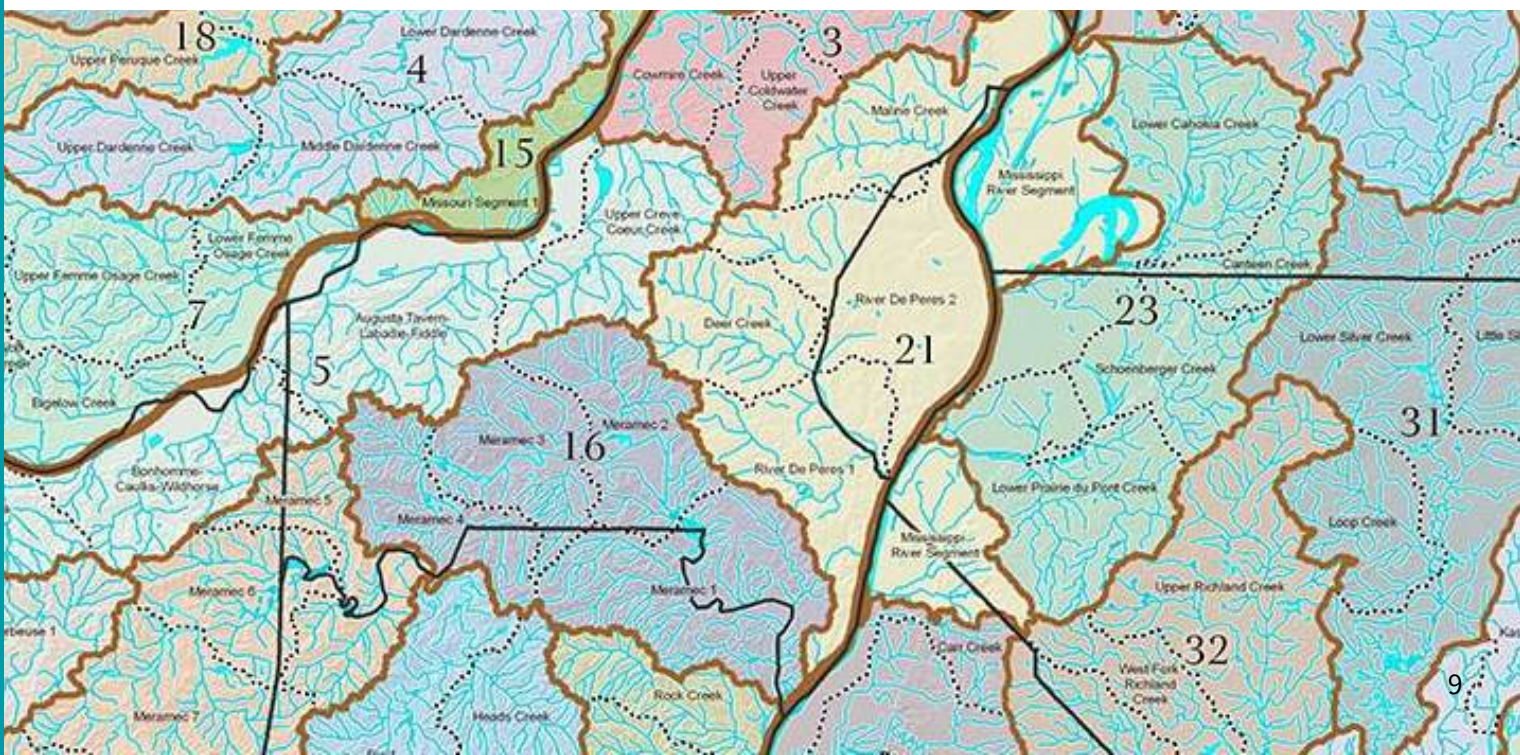 18
Upper Peruque Creek
Lower Dardenne Creek
4
3
Cowmire Creek
Upper
Coldwater
Creek
Maline Creek
Lower Cahokia Creek
Upper Dardenne Creek
Middle Dardenne Creek
15
Missouri Segment 1
Mississippi
River Segment
Upper Creve
Coeur Creek
Lower Femme
Osage Creek
Upper Femme Osage Creek
Canteen Creek
7
Augusta Tavern-
Labadie-Fiddle
Deer Creek
River De Peres 2
23
Lower Silver Creek
21
5
Schoenberger Creek
Bigelow Creek
31
Meramec 3
16
Meramec 2
River De Peres 1
Bonhomme-
Caulks-Wildhorse
Meramec 5
Lower Prairie du Pont Creek
Meramec 4
Loop Creek
Mississippi
River Segment
Meramec 6
Meramec 1
Upper Richland Creek
Carr Creek
32
West Fork
Richland
Creek
9
Rock Creek
Meramec 7
Heads Creek